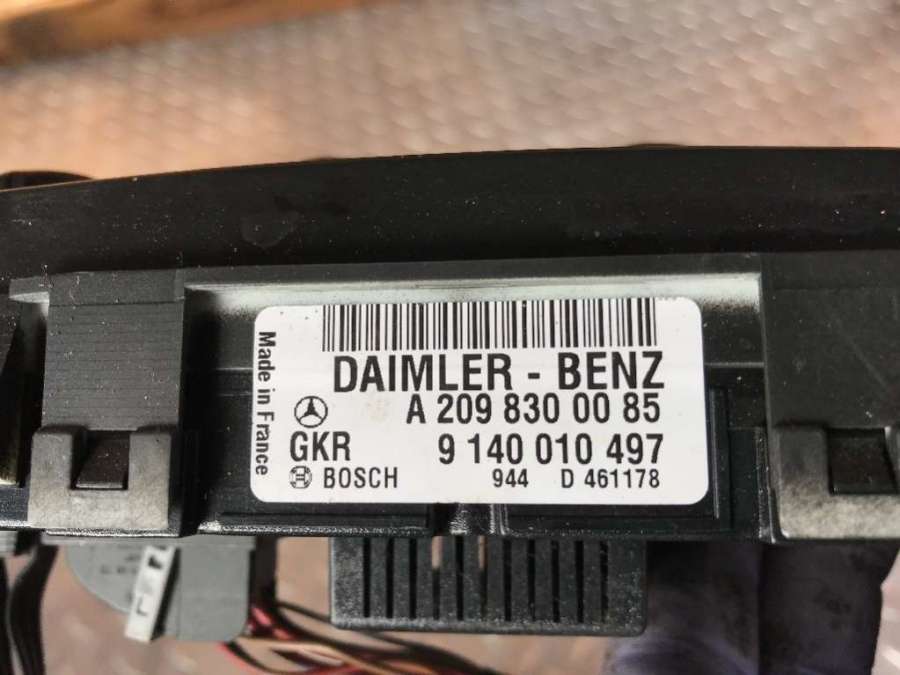 Made in France
DAIMLER - BENZ
A 209 830 00 85
GKR 9 140 010 497
BOSCH 944 D 461178